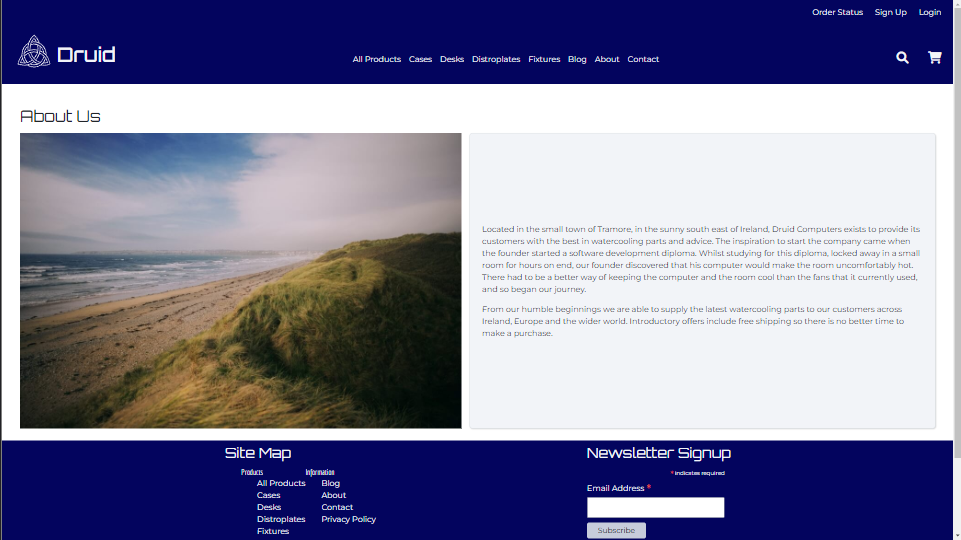 Order Status Sign Up Login
Druid
All Products Cases Desks Distroplates Fixtures Blog About Contact
About Us
Located in the small town of Tramore, in the sunny south east of Ireland, Druid Computers exists to provide its
customers with the best in watercooling parts and advice. The inspiration to start the company came when
the founder started a software development diploma. Whilst studying for this diploma, locked away in a small
room for hours on end, our founder discovered that his computer would make the room uncomfortably hot.
There had to be a better way of keeping the computer and the room cool than the fans that it currently used,
and so began our journey.
From our humble beginnings we are able to supply the latest watercooling parts to our customers across
Ireland, Europe and the wider world. Introductory offers include free shipping so there is no better time to
make a purchase.
Site Map
Products
All Products
Cases
Desks
Distroplates
Fixtures
Information
Blog
About
Contact
Privacy Policy
Newsletter Signup
* indicates required
Email Address *
Subscribe